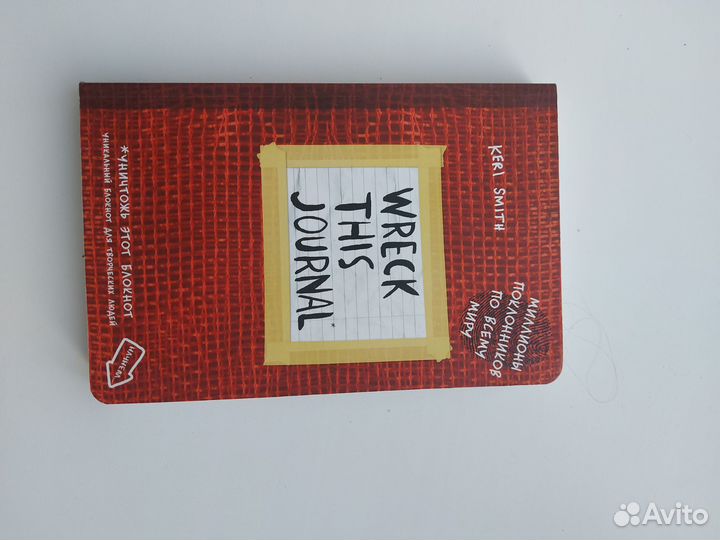 KERI SMITH
МИЛЛИОНЫ
ПОКЛОННИКОВ
ПО ВСЕМУ
МИРУ
WRECK
THIS
JOURNAL*
*УНИЧТОЖЬ ЭТОТ БЛОКНОТ
УНИКАЛЬНЫЙ БЛОКНОТ ДЛЯ ТВОРЧЕСКИХ ЛЮДЕЙ
НАЧНЕМ
Avito